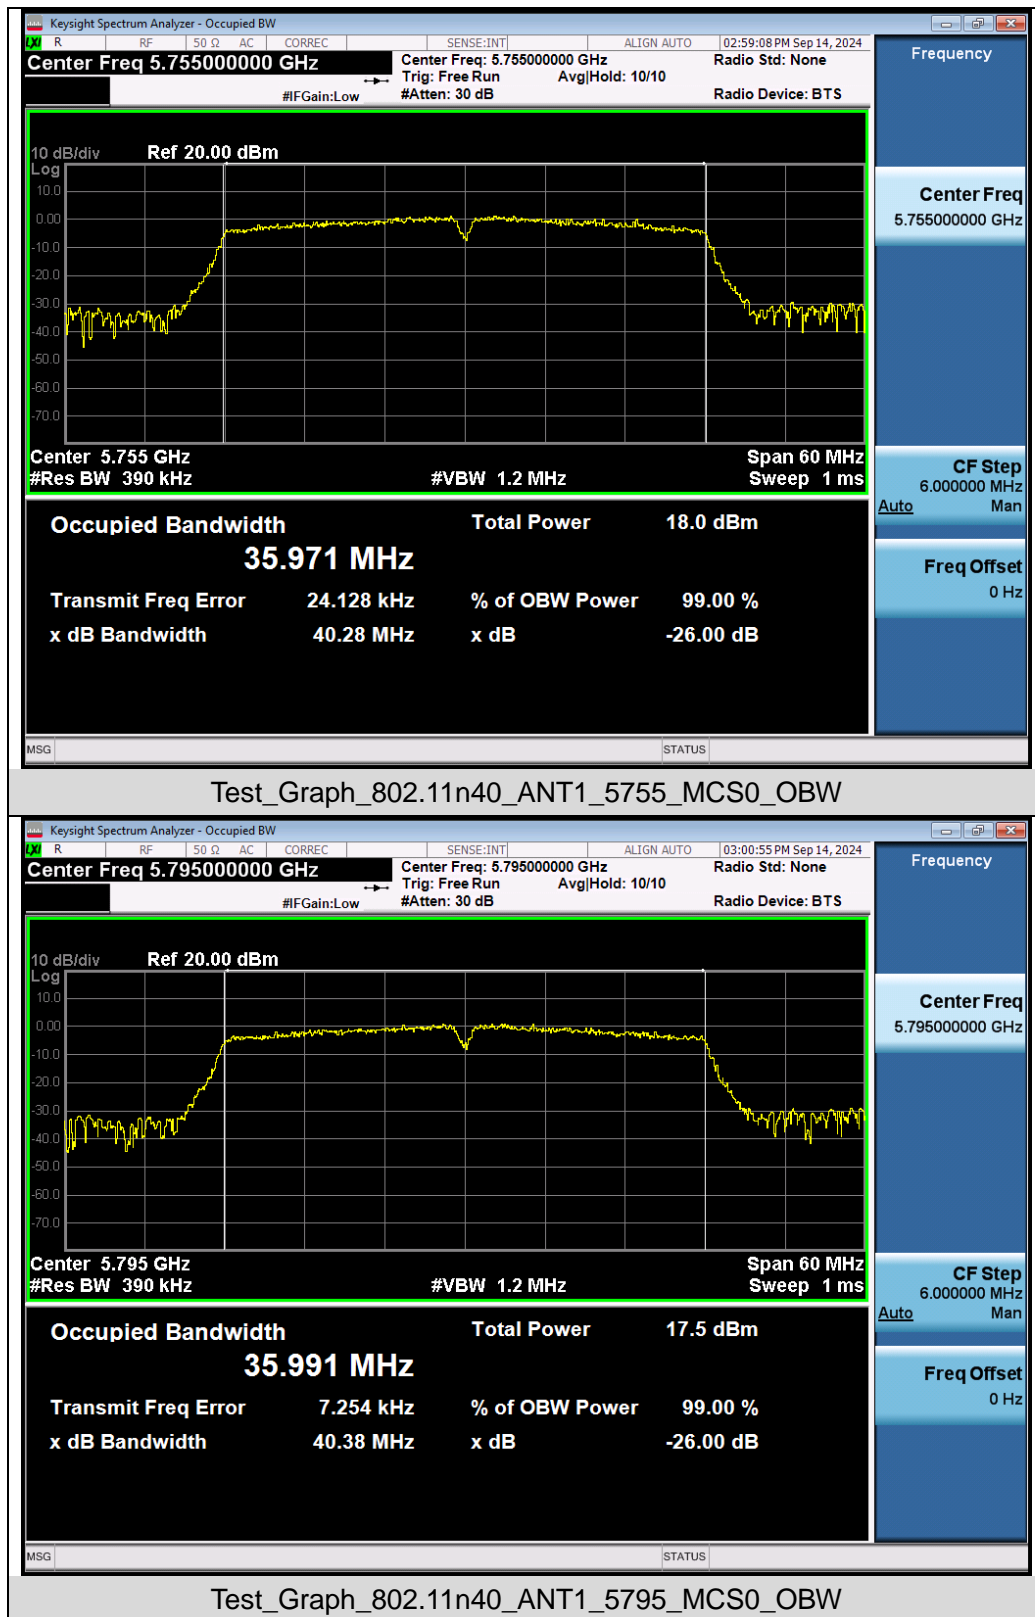 Keysight Spectrum Analyzer - Occupied BW
LXI R RF 50 Ω AC CORREC SENSE:INT ALIGN AUTO 02:59:08 PM Sep 14, 2024
Center Freq 5.755000000 GHz Center Freq: 5.755000000 GHz Radio Std: None
Trig: Free Run Avg|Hold: 10/10
#IFGain:Low #Atten: 30 dB Radio Device: BTS
Frequency
10 dB/div Ref 20.00 dBm
Log
10.0
0.00
-10.0
-20.0
-30.0
-40.0
-50.0
-60.0
-70.0
Center 5.755 GHz Span 60 MHz
#Res BW 390 kHz #VBW 1.2 MHz Sweep 1 ms
Center Freq
5.755000000 GHz
CF Step
6.000000 MHz
Auto Man
Freq Offset
0 Hz
Occupied Bandwidth Total Power 18.0 dBm
35.971 MHz
Transmit Freq Error 24.128 kHz % of OBW Power 99.00 %
x dB Bandwidth 40.28 MHz x dB -26.00 dB
MSG STATUS
Test_Graph_802.11n40_ANT1_5755_MCS0_OBW
Keysight Spectrum Analyzer - Occupied BW
LXI R RF 50 Ω AC CORREC SENSE:INT ALIGN AUTO 03:00:55 PM Sep 14, 2024
Center Freq 5.795000000 GHz Center Freq: 5.795000000 GHz Radio Std: None
Trig: Free Run Avg|Hold: 10/10
#IFGain:Low #Atten: 30 dB Radio Device: BTS
Frequency
10 dB/div Ref 20.00 dBm
Log
10.0
0.00
-10.0
-20.0
-30.0
-40.0
-50.0
-60.0
-70.0
Center 5.795 GHz Span 60 MHz
#Res BW 390 kHz #VBW 1.2 MHz Sweep 1 ms
Center Freq
5.795000000 GHz
CF Step
6.000000 MHz
Auto Man
Freq Offset
0 Hz
Occupied Bandwidth Total Power 17.5 dBm
35.991 MHz
Transmit Freq Error 7.254 kHz % of OBW Power 99.00 %
x dB Bandwidth 40.38 MHz x dB -26.00 dB
MSG STATUS
Test_Graph_802.11n40_ANT1_5795_MCS0_OBW